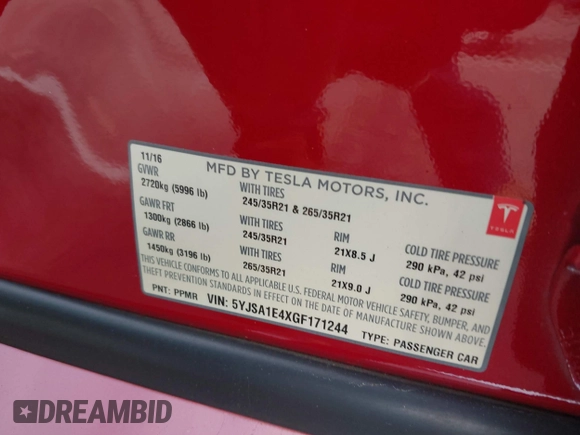 11/16 MFD BY TESLA MOTORS, INC.
GVWR WITH TIRES
2720kg (5996 lb) 245/35R21 & 265/35R21
GAWR FRT WITH TIRES RIM COLD TIRE PRESSURE
1300kg (2866 lb) 245/35R21 21X8.5 J 290 kPa, 42 psi
GAWR RR WITH TIRES RIM COLD TIRE PRESSURE
1450kg (3196 lb) 265/35R21 21X9.0 J 290 kPa, 42 psi
THIS VEHICLE CONFORMS TO ALL APPLICABLE U.S. FEDERAL MOTOR VEHICLE SAFETY, BUMPER, AND
THEFT PREVENTION STANDARDS IN EFFECT ON THE DATE OF MANUFACTURE SHOWN ABOVE.
PNT: PPMR VIN: 5YJSA1E4XGF171244 TYPE: PASSENGER CAR
TESLA
DREAMBID